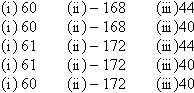 (i) 60 (ii) – 168 (iii) 44
(i) 60 (ii) – 168 (iii) 40
(i) 61 (ii) – 172 (iii) 44
(i) 61 (ii) – 172 (iii) 40
(i) 60 (ii) – 172 (iii) 40